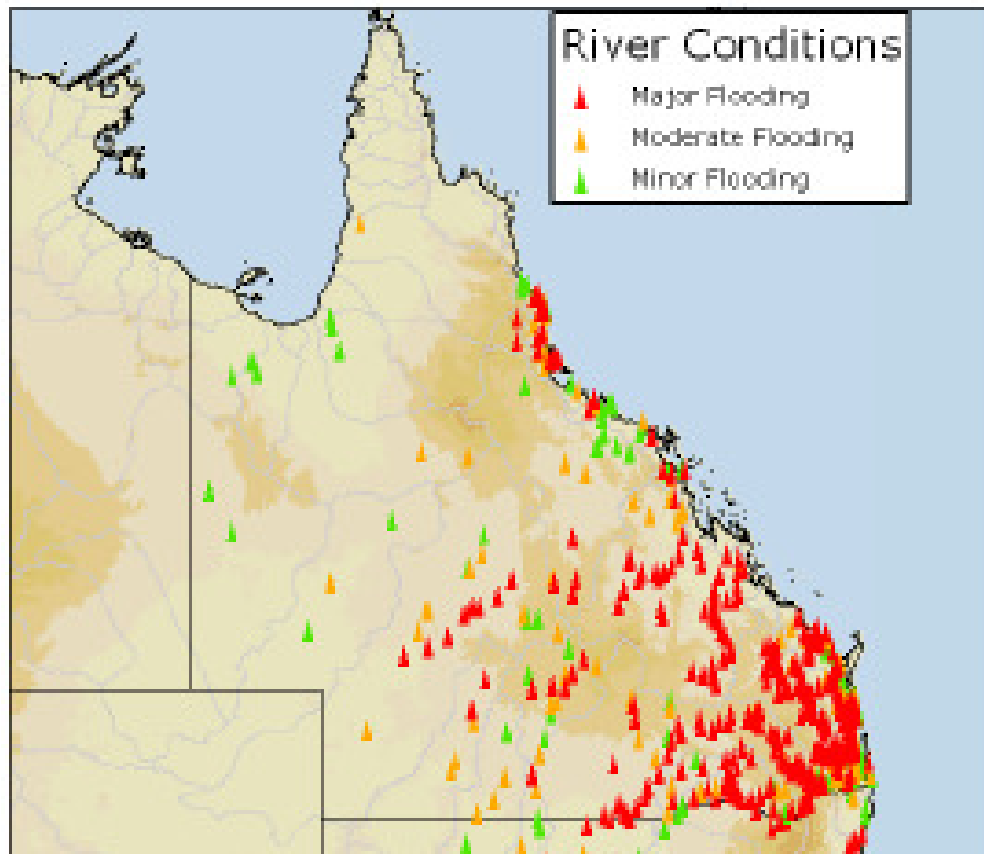 River Conditions
Major Flooding
Moderate Flooding
Minor Flooding